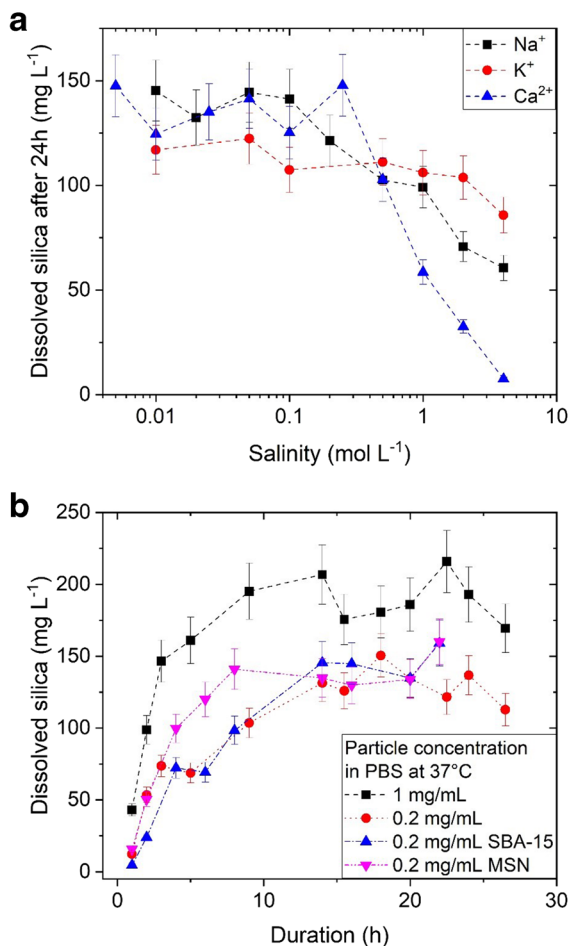 a
Dissolved silica after 24h (mg L⁻¹)
150
100
50
0
0.01
0.1
1
10
Salinity (mol L⁻¹)
Na⁺
K⁺
Ca²⁺
b
Dissolved silica (mg L⁻¹)
250
200
150
100
50
0
0
10
20
30
Duration (h)
Particle concentration
in PBS at 37°C
1 mg/mL
0.2 mg/mL
0.2 mg/mL SBA-15
0.2 mg/mL MSN